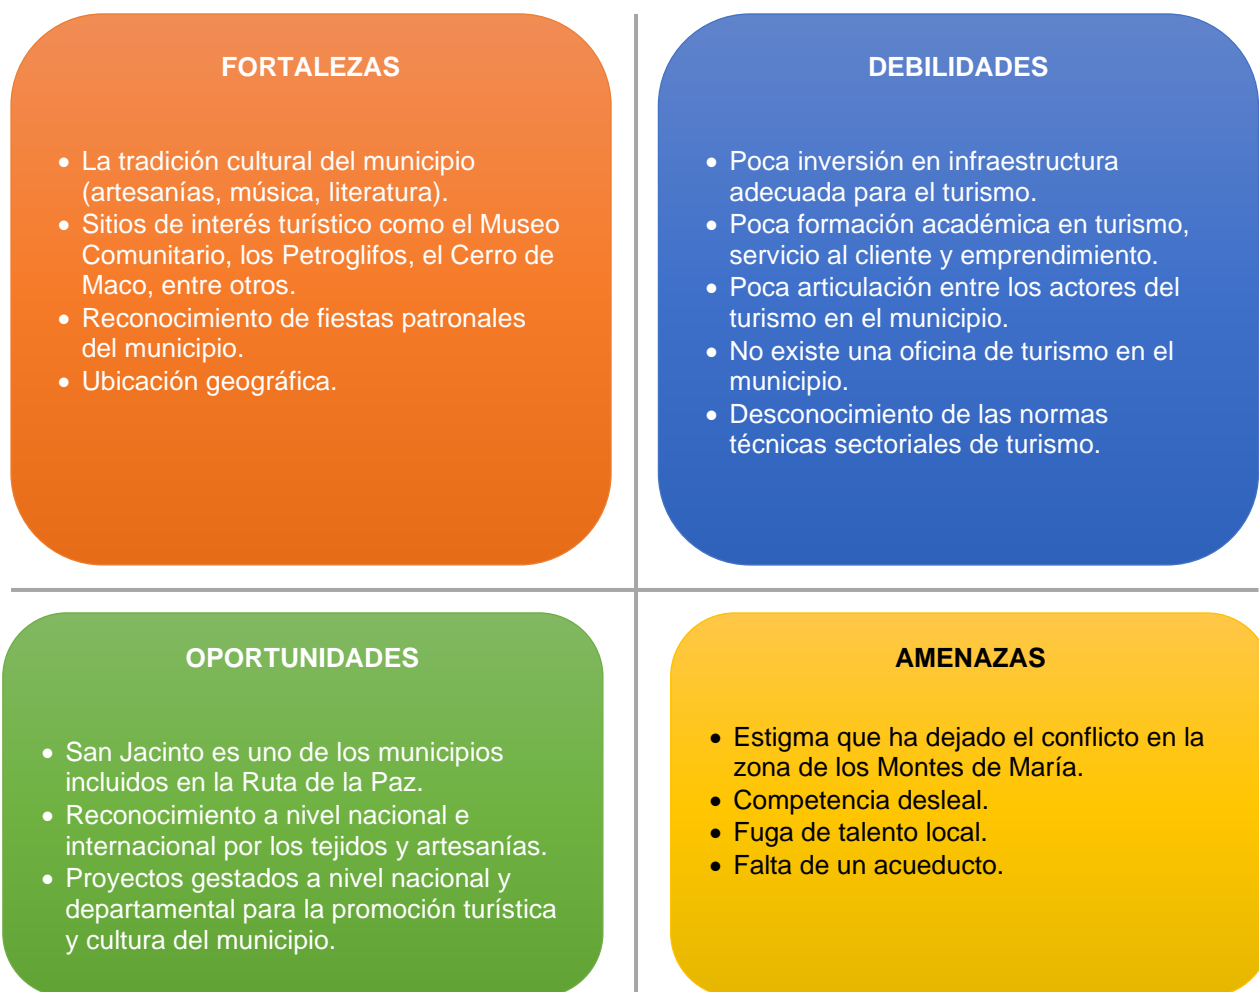 FORTALEZAS
• La tradición cultural del municipio
(artesanías, música, literatura).
• Sitios de interés turístico como el Museo
Comunitario, los Petroglifos, el Cerro de
Maco, entre otros.
• Reconocimiento de fiestas patronales
del municipio.
• Ubicación geográfica.
DEBILIDADES
• Poca inversión en infraestructura
adecuada para el turismo.
• Poca formación académica en turismo,
servicio al cliente y emprendimiento.
• Poca articulación entre los actores del
turismo en el municipio.
• No existe una oficina de turismo en el
municipio.
• Desconocimiento de las normas
técnicas sectoriales de turismo.
OPORTUNIDADES
• San Jacinto es uno de los municipios
incluidos en la Ruta de la Paz.
• Reconocimiento a nivel nacional e
internacional por los tejidos y artesanías.
• Proyectos gestados a nivel nacional y
departamental para la promoción turística
y cultura del municipio.
AMENAZAS
• Estigma que ha dejado el conflicto en la
zona de los Montes de María.
• Competencia desleal.
• Fuga de talento local.
• Falta de un acueducto.